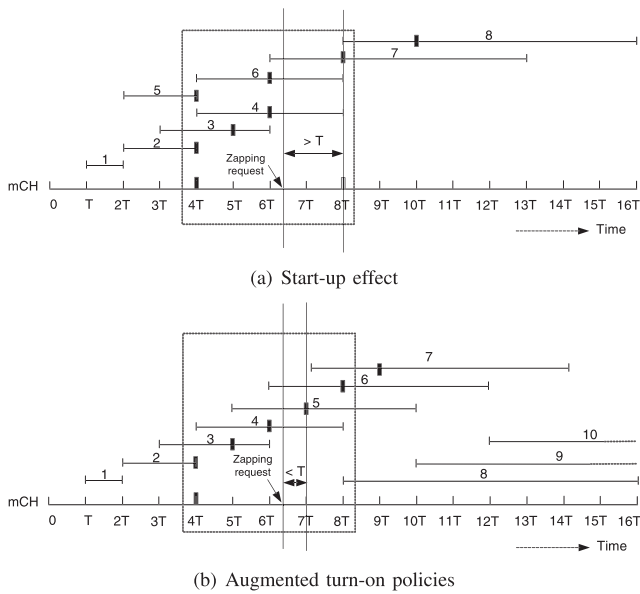 8
7
6
5
4
3
> T
2
Zapping
request
1
mCH
0 T 2T 3T 4T 5T 6T 7T 8T 9T 10T 11T 12T 13T 14T 15T 16T
Time
(a) Start-up effect
7
6
5
4
10
3
Zapping
request
< T
2
9
1
8
mCH
0 T 2T 3T 4T 5T 6T 7T 8T 9T 10T 11T 12T 13T 14T 15T 16T
Time
(b) Augmented turn-on policies